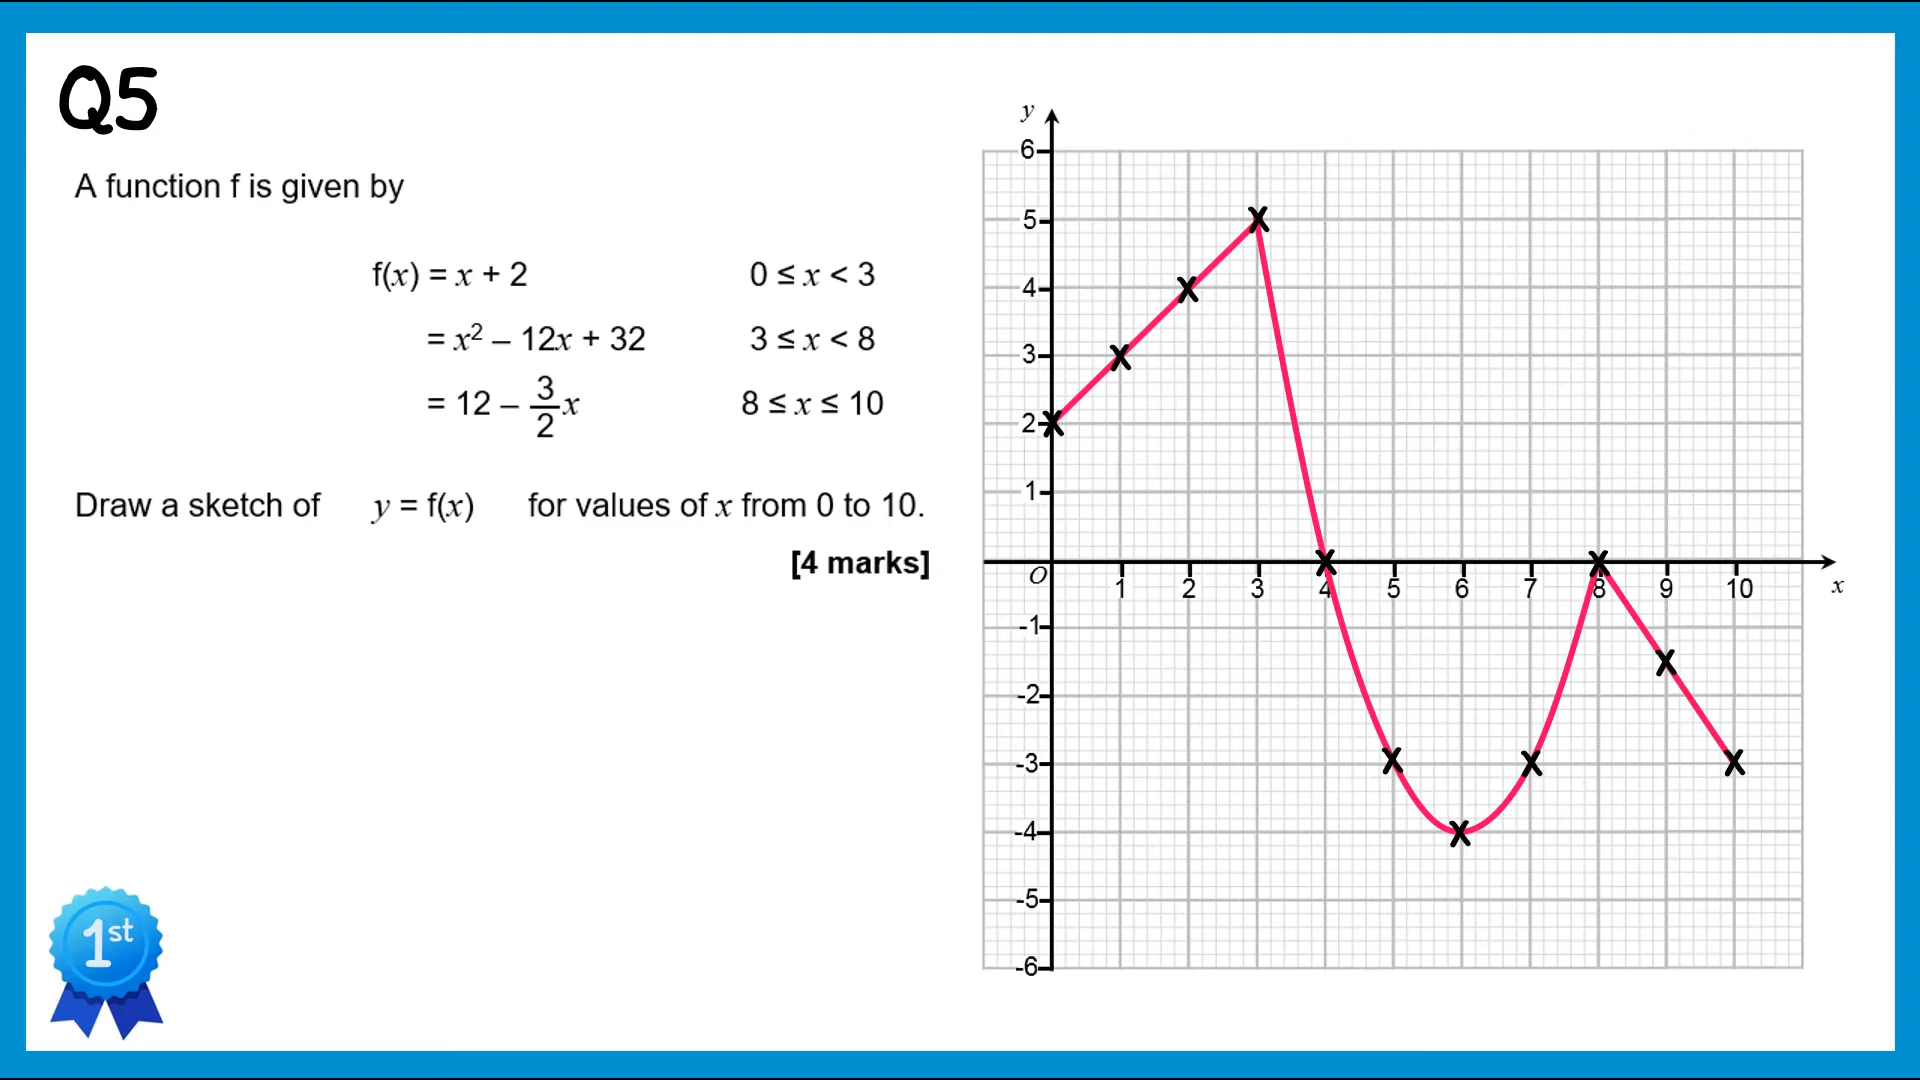 Q5
A function f is given by
f(x) = x + 2 0 ≤ x < 3
= x² – 12x + 32 3 ≤ x < 8
= 12 – 3/2 x 8 ≤ x ≤ 10
Draw a sketch of y = f(x) for values of x from 0 to 10.
[4 marks]
1st
y
6
5
4
3
2
1
O
1 2 3 4 5 6 7 8 9 10
x
-1
-2
-3
-4
-5
-6